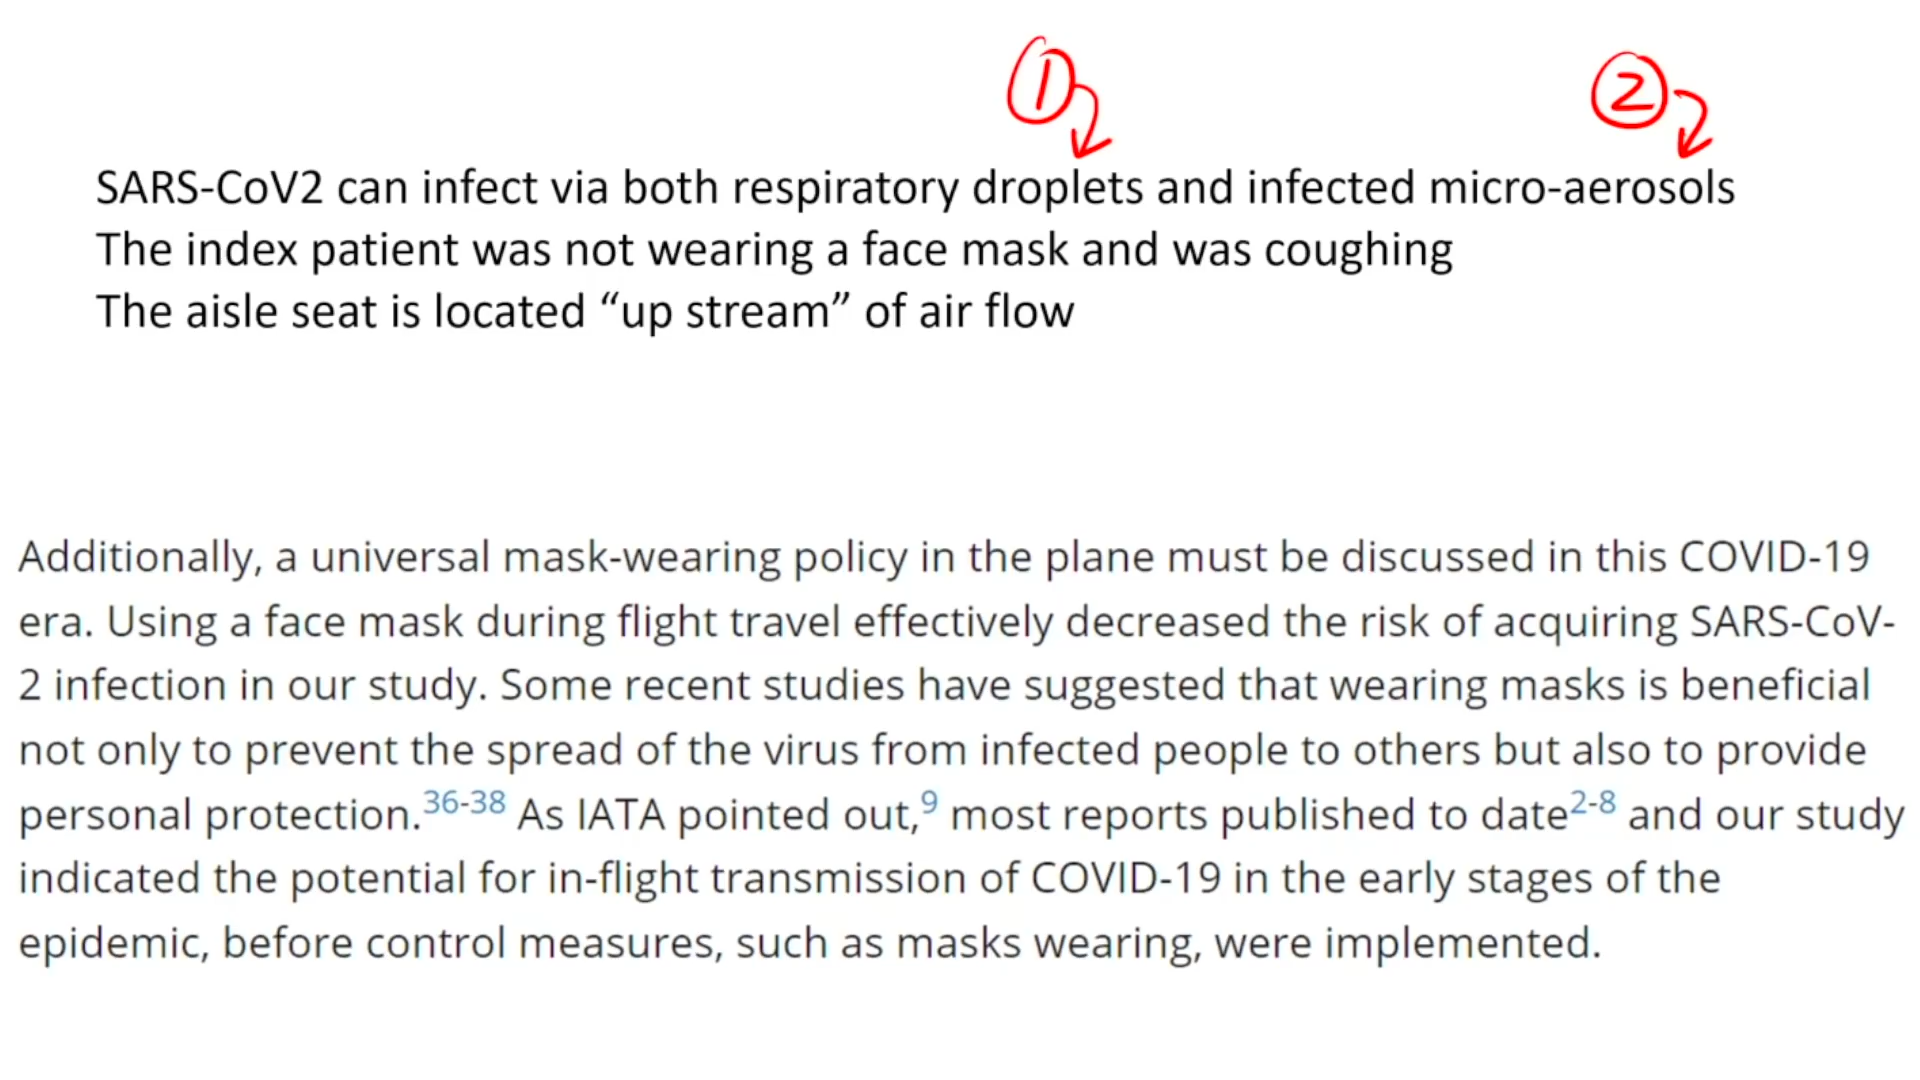 1 2
SARS-CoV2 can infect via both respiratory droplets and infected micro-aerosols
The index patient was not wearing a face mask and was coughing
The aisle seat is located “up stream” of air flow
Additionally, a universal mask-wearing policy in the plane must be discussed in this COVID-19
era. Using a face mask during flight travel effectively decreased the risk of acquiring SARS-CoV-
2 infection in our study. Some recent studies have suggested that wearing masks is beneficial
not only to prevent the spread of the virus from infected people to others but also to provide
personal protection.36-38 As IATA pointed out,9 most reports published to date2-8 and our study
indicated the potential for in-flight transmission of COVID-19 in the early stages of the
epidemic, before control measures, such as masks wearing, were implemented.